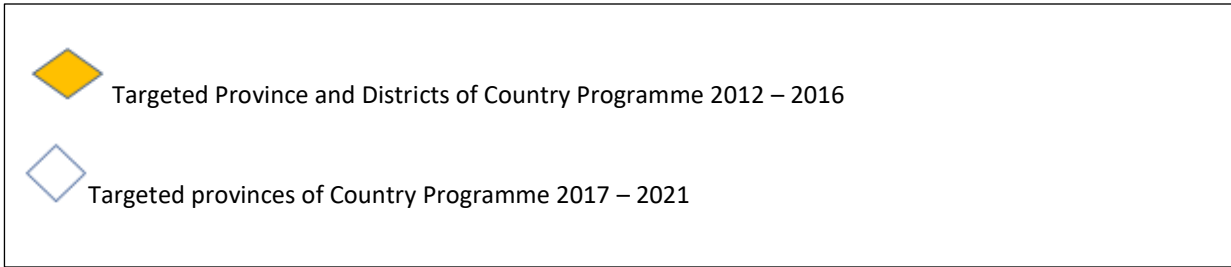 Targeted Province and Districts of Country Programme 2012 – 2016
Targeted provinces of Country Programme 2017 – 2021